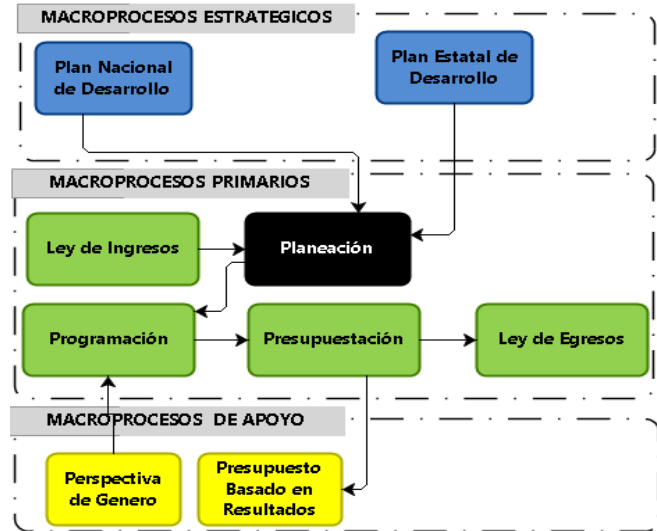 MACROPROCESOS ESTRATEGICOS
Plan Nacional
de Desarrollo
Plan Estatal de
Desarrollo
MACROPROCESOS PRIMARIOS
Ley de Ingresos
Planeación
Programación
Presupuestación
Ley de Egresos
MACROPROCESOS DE APOYO
Perspectiva
de Genero
Presupuesto
Basado en
Resultados